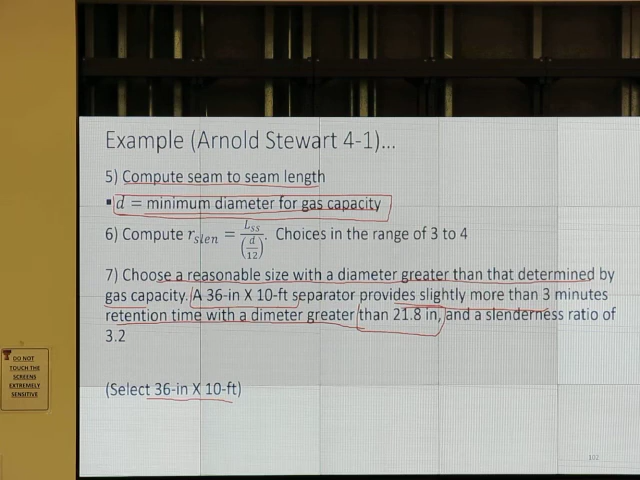 Example (Arnold Stewart 4-1)...
5) Compute seam to seam length
▪ d = minimum diameter for gas capacity
6) Compute r_slen = L_ss / (d/12). Choices in the range of 3 to 4
7) Choose a reasonable size with a diameter greater than that determined by
gas capacity. A 36-in X 10-ft separator provides slightly more than 3 minutes
retention time with a dimeter greater than 21.8 in, and a slenderness ratio of
3.2
(Select 36-in X 10-ft)
102
DO NOT
TOUCH THE
SCREENS
EXTREMELY
SENSITIVE